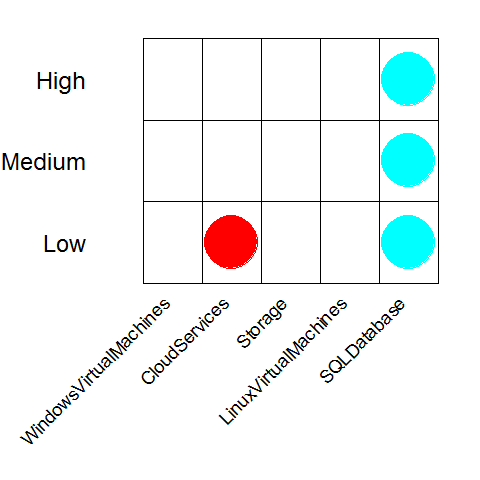 High
Medium
Low
WindowsVirtualMachines
CloudServices
Storage
LinuxVirtualMachines
SQLDatabase